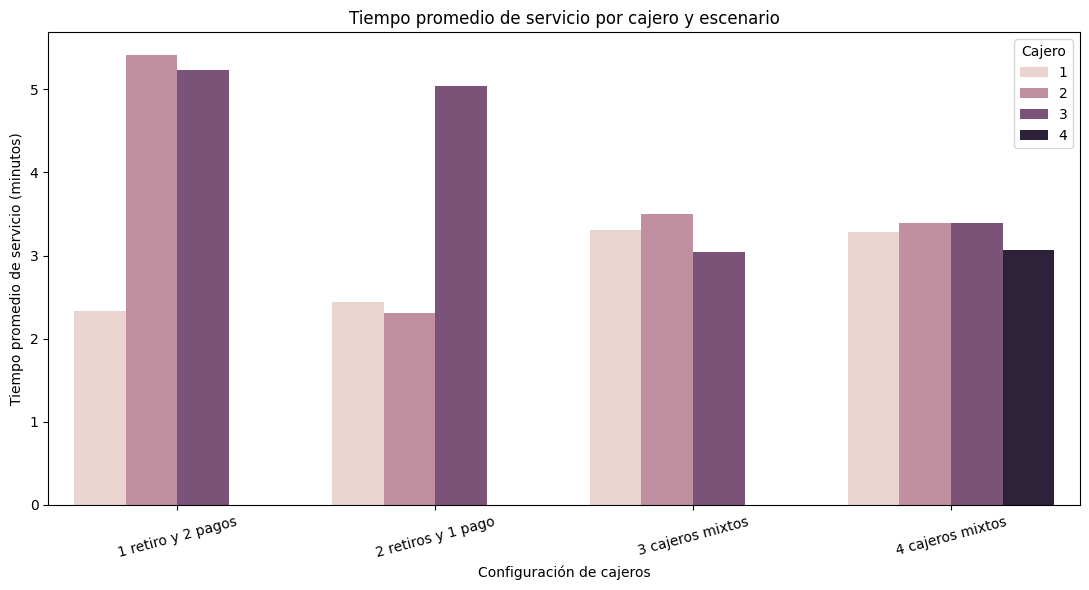 Tiempo promedio de servicio por cajero y escenario
Tiempo promedio de servicio (minutos)
5
4
3
2
1
0
Cajero
1
2
3
4
1 retiro y 2 pagos
2 retiros y 1 pago
3 cajeros mixtos
4 cajeros mixtos
Configuración de cajeros